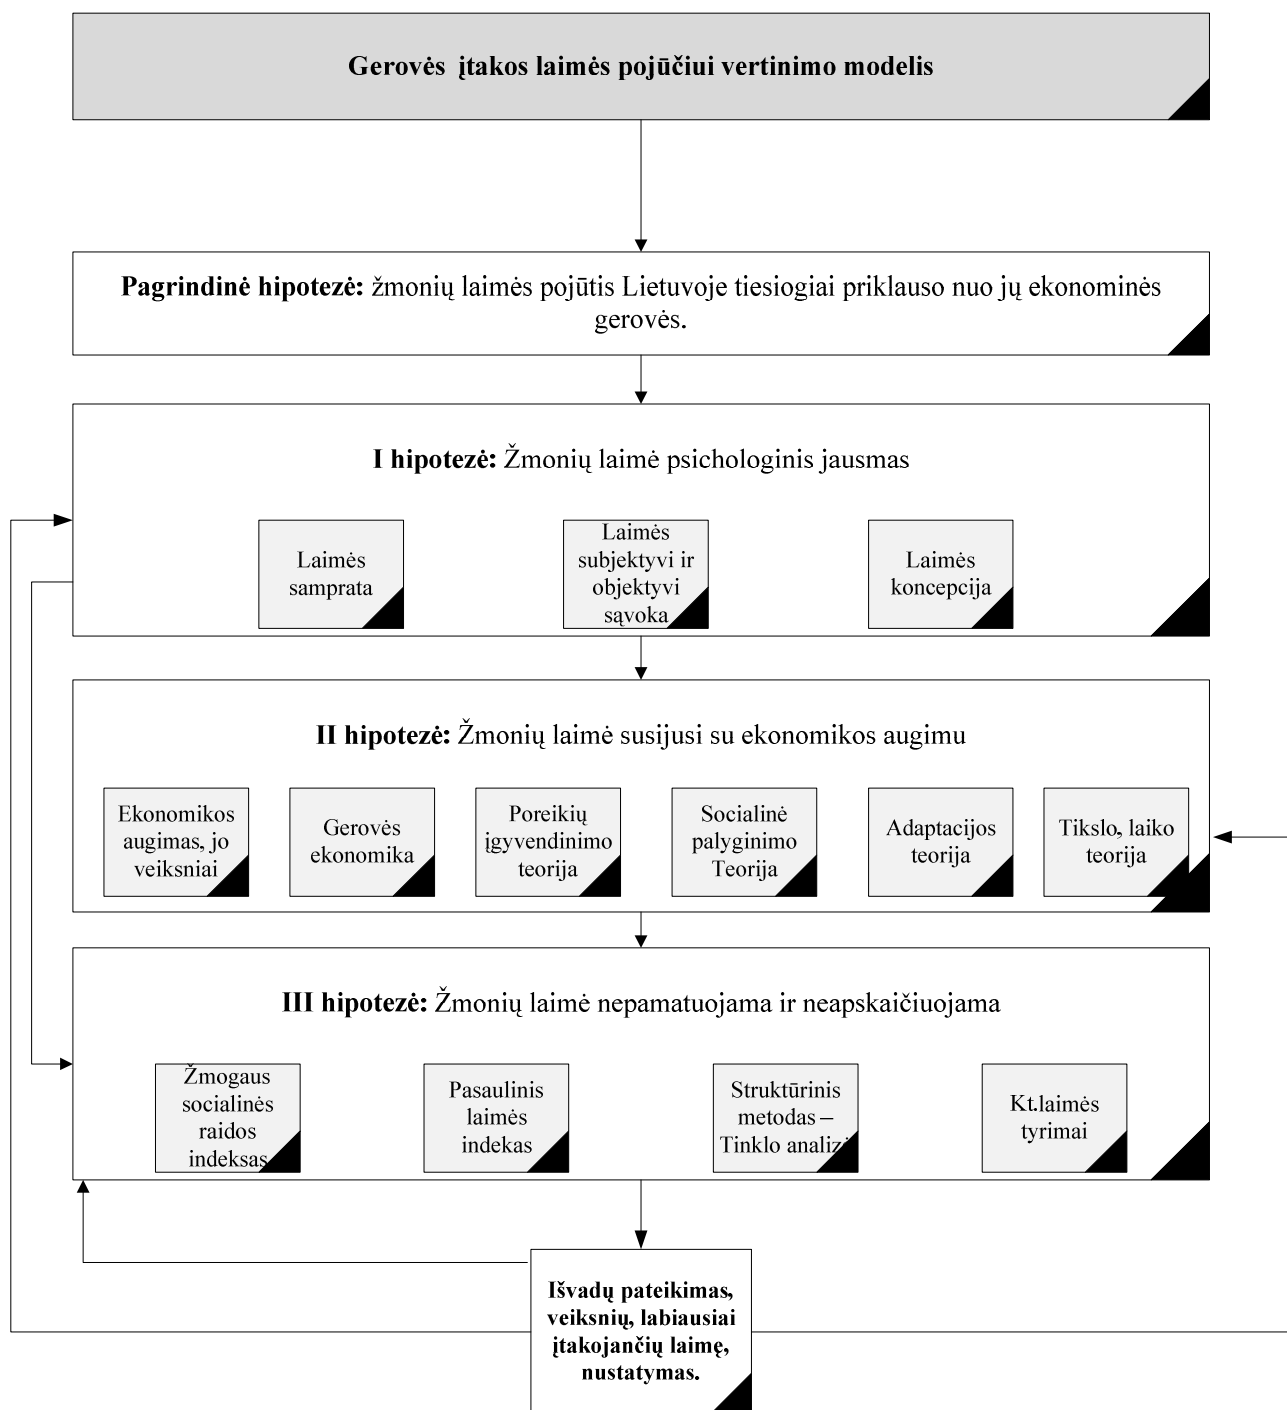 Gerovės įtakos laimės pojūčiui vertinimo modelis
Pagrindinė hipotezė: žmonių laimės pojūtis Lietuvoje tiesiogiai priklauso nuo jų ekonominės
gerovės.
I hipotezė: Žmonių laimė psichologinis jausmas
Laimės
samprata
Laimės
subjektyvi ir
objektyvi
sąvoka
Laimės
koncepcija
II hipotezė: Žmonių laimė susijusi su ekonomikos augimu
Ekonomikos
augimas, jo
veiksniai
Gerovės
ekonomika
Poreikių
įgyvendinimo
teorija
Socialinė
palyginimo
Teorija
Adaptacijos
teorija
Tikslo, laiko
teorija
III hipotezė: Žmonių laimė nepamatuojama ir neapskaičiuojama
Žmogaus
socialinės
raidos
indeksas
Pasaulinis
laimės
indekas
Struktūrinis
metodas –
Tinklo analizė
Kt.laimės
tyrimai
Išvadų pateikimas,
veiksnių, labiausiai
įtakojančių laimę,
nustatymas.